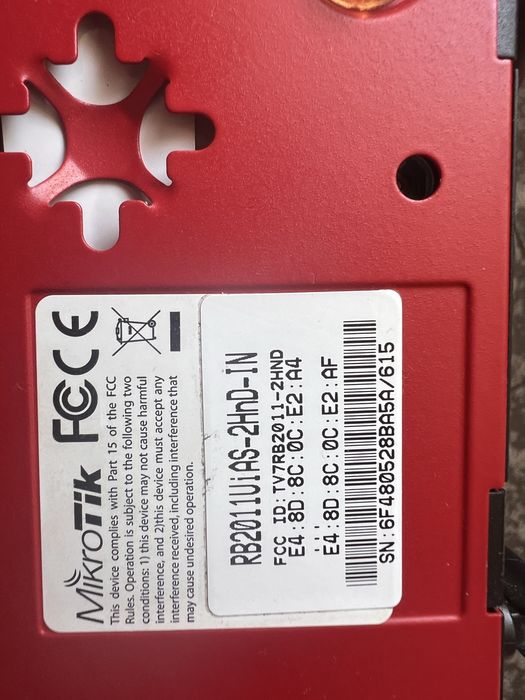 MikroTik FC CE
This device complies with Part 15 of the FCC
Rules. Operation is subject to the following two
conditions: 1) this device may not cause harmful
interference, and 2)this device must accept any
interference received, including interference that
may cause undesired operation.
RB2011UiAS-2HnD-IN
FCC ID:TV7RB2011-2HND
E4:8D:8C:0C:E2:A4
...
E4:8D:8C:0C:E2:AF
SN:6F480528BA5A/615